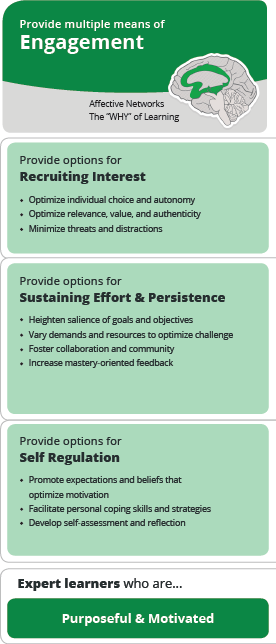 Provide multiple means of
Engagement
Affective Networks
The "WHY" of Learning
Provide options for
Recruiting Interest
• Optimize individual choice and autonomy
• Optimize relevance, value, and authenticity
• Minimize threats and distractions
Provide options for
Sustaining Effort & Persistence
• Heighten salience of goals and objectives
• Vary demands and resources to optimize challenge
• Foster collaboration and community
• Increase mastery-oriented feedback
Provide options for
Self Regulation
• Promote expectations and beliefs that
optimize motivation
• Facilitate personal coping skills and strategies
• Develop self-assessment and reflection
Expert learners who are...
Purposeful & Motivated